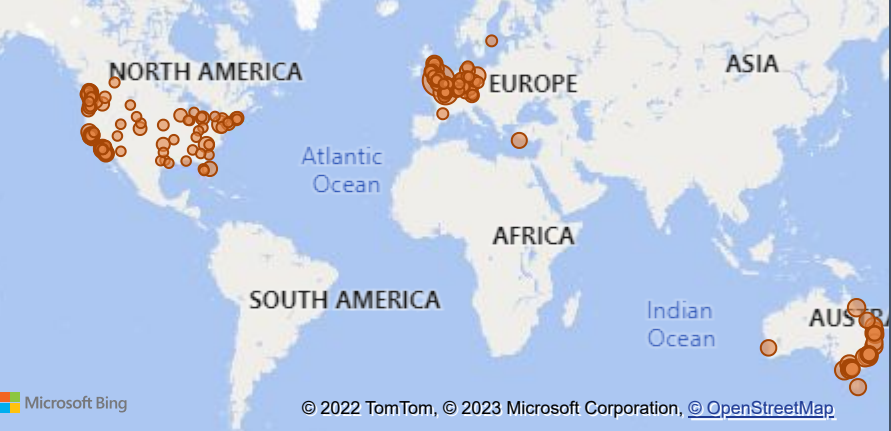 NORTH AMERICA
EUROPE
ASIA
Atlantic
Ocean
AFRICA
SOUTH AMERICA
Indian
Ocean
AUSTRA
Microsoft Bing
© 2022 TomTom, © 2023 Microsoft Corporation, © OpenStreetMap